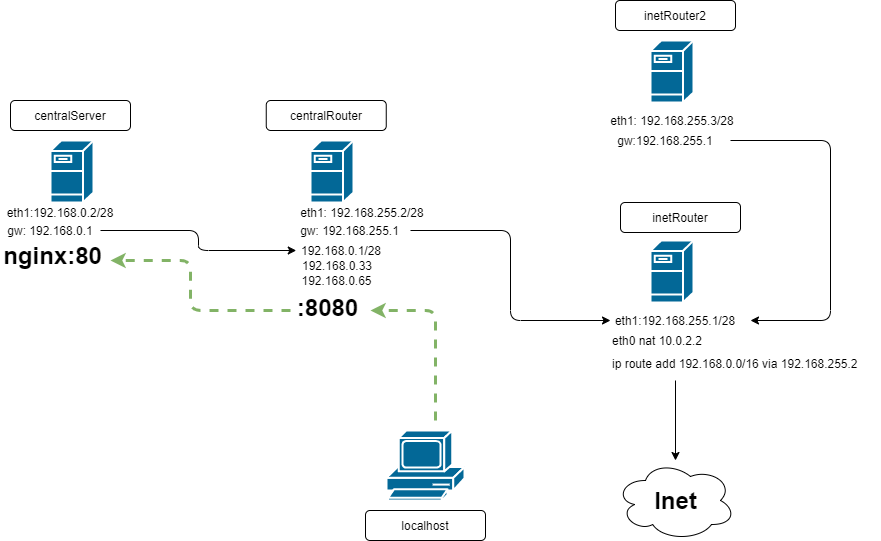 inetRouter2
eth1: 192.168.255.3/28
gw:192.168.255.1
centralServer
eth1:192.168.0.2/28
gw: 192.168.0.1
nginx:80
centralRouter
eth1: 192.168.255.2/28
gw: 192.168.255.1
192.168.0.1/28
192.168.0.33
192.168.0.65
:8080
inetRouter
eth1:192.168.255.1/28
eth0 nat 10.0.2.2
ip route add 192.168.0.0/16 via 192.168.255.2
localhost
Inet